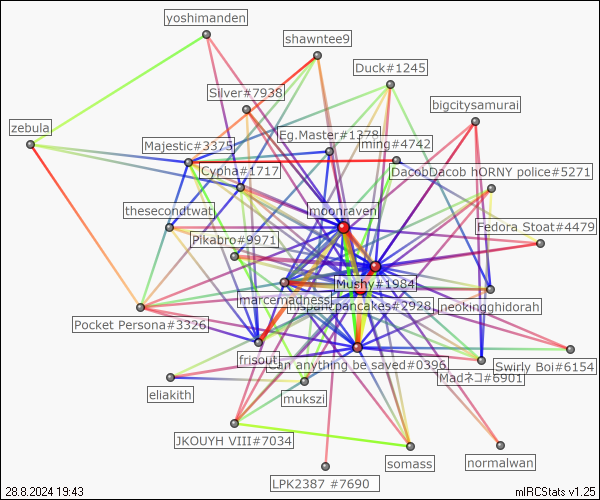 yoshimanden
shawntee9
Duck#1245
Silver#7938
bigcitysamurai
zebula
Eg.Master#1378
ming#4742
Majestic#3375
Cypha#1717
DacobDacob hORNY police#5271
thesecondtwat
moonraven
Fedora Stoat#4479
Pikabro#9971
Mushy#1984
marcemadness
hispanicpancakes#2928
neokingghidorah
Pocket Persona#3326
frisout
Can anything be saved#0396
Swirly Boi#6154
Madネコ#6901
eliakith
mukszi
JKOUYH VIII#7034
somass
normalwan
LPK2387 #7690
28.8.2024 19:43
mIRCStats v1.25